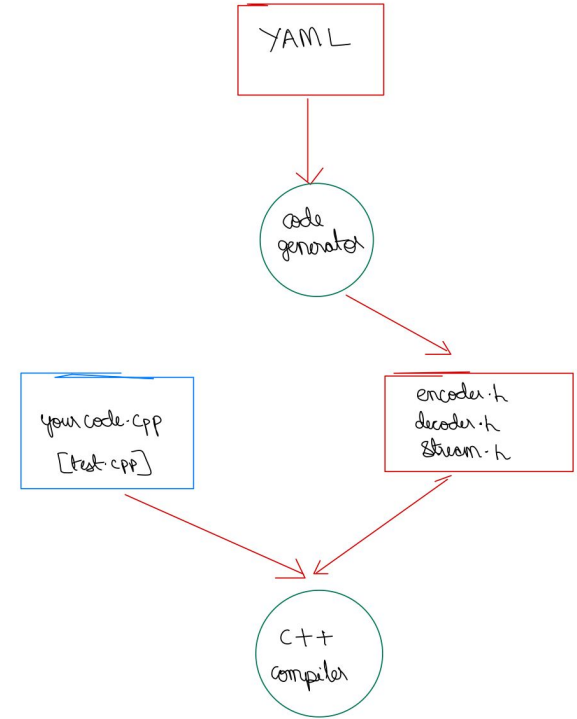 YAML
code
generator
your code.cpp
[test.cpp]
encoder.h
decoder.h
Stream.h
C++
compiler